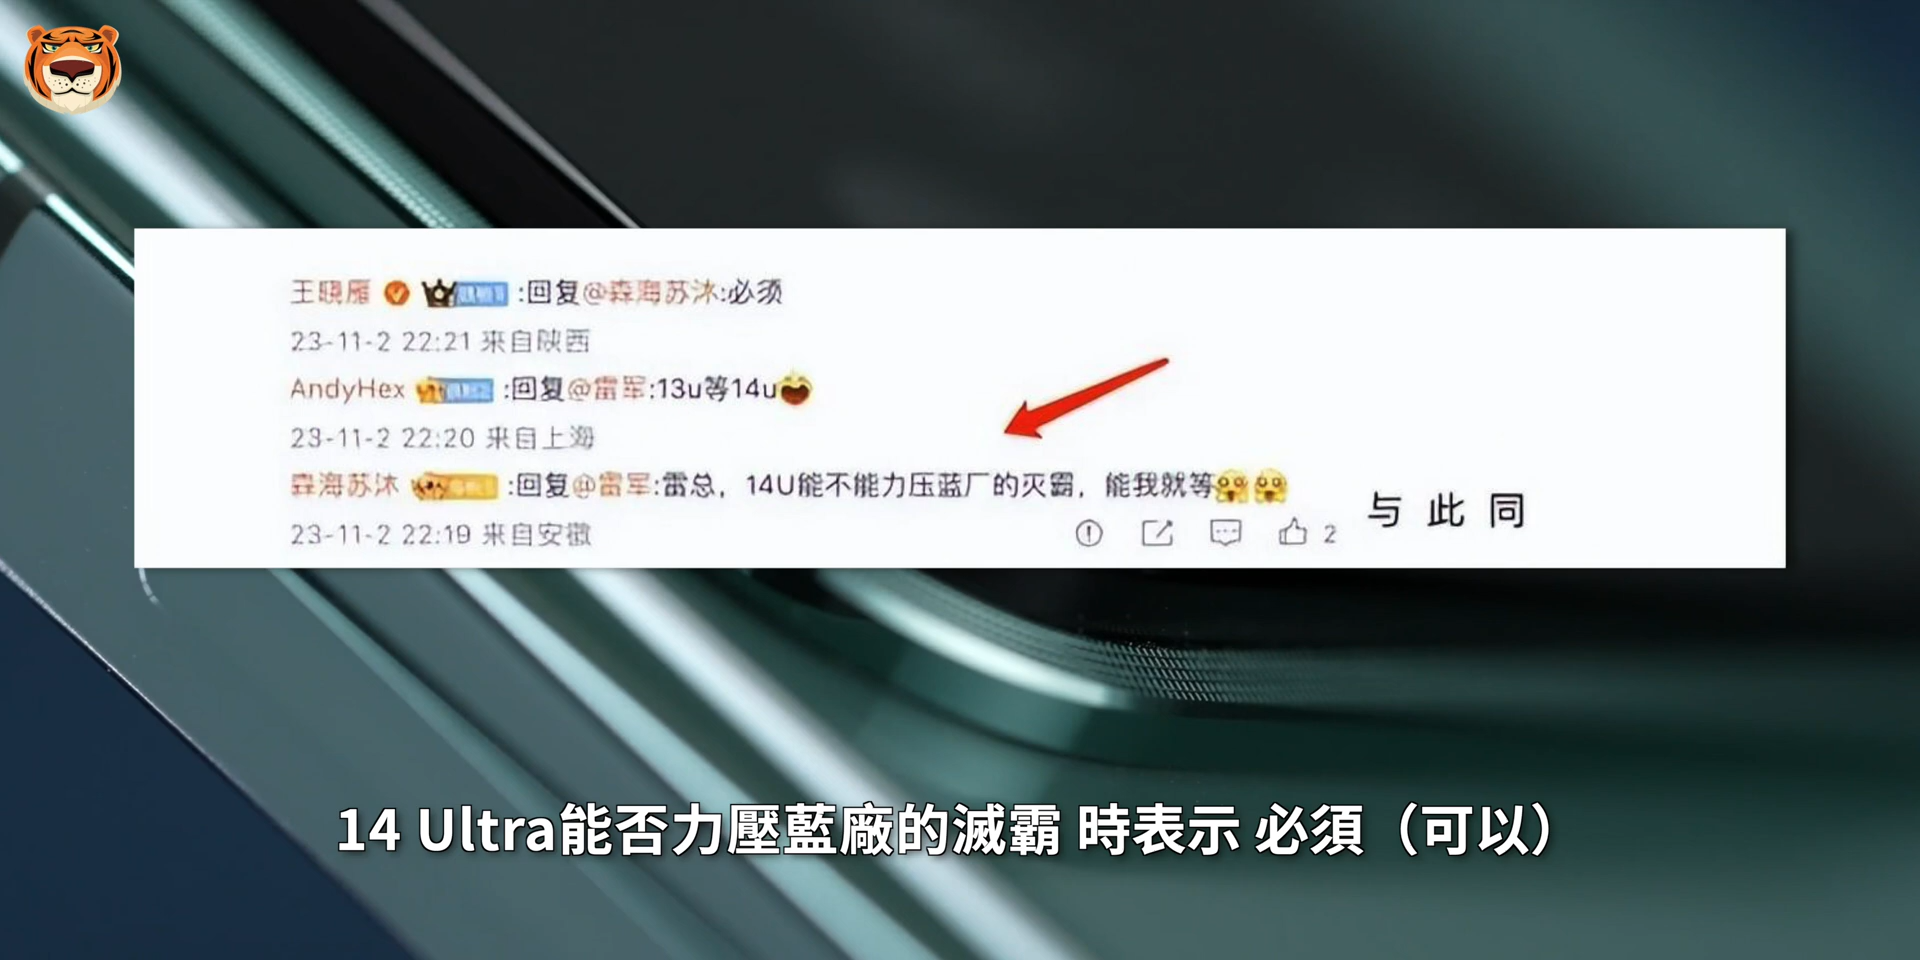 王晓雁 :回复@森海苏沐:必须
23-11-2 22:21 来自陕西
AndyHex :回复@雷军:13u等14u
23-11-2 22:20 来自上海
森海苏沐 :回复@雷军:雷总，14U能不能力压蓝厂的灭霸，能我就等
23-11-2 22:19 来自安徽
2
与此同
14 Ultra能否力壓藍廠的滅霸 時表示 必須（可以）